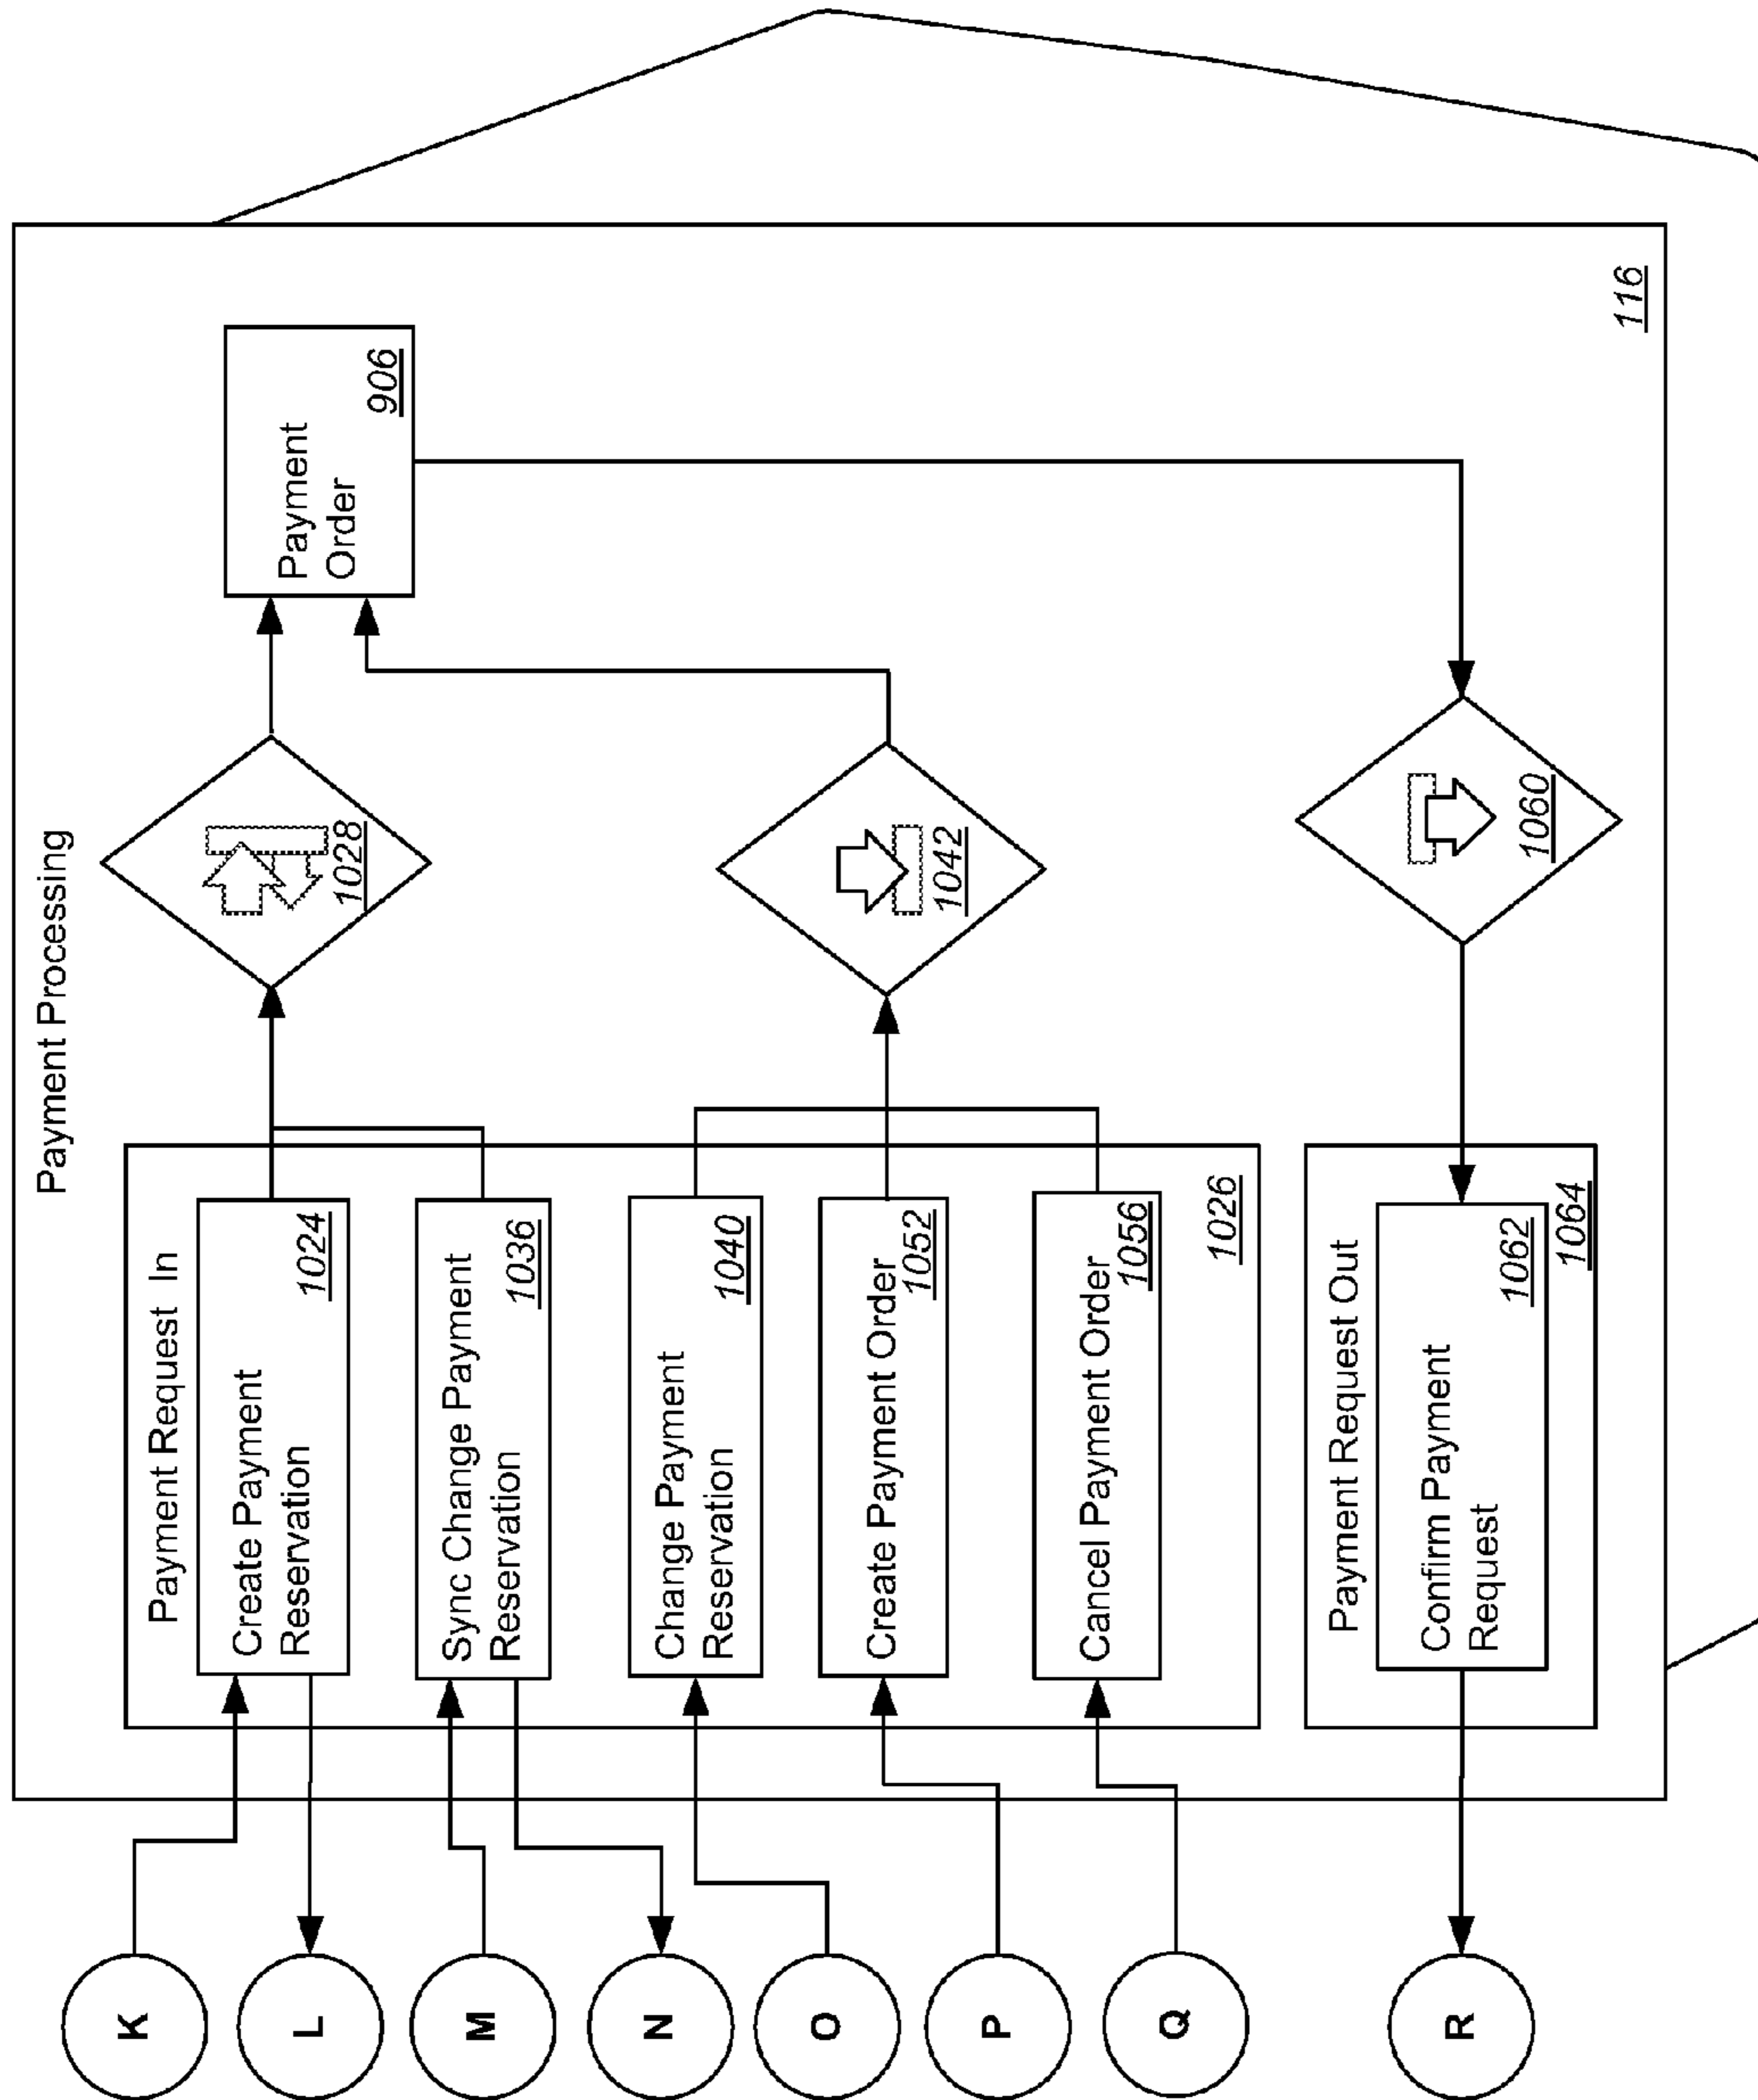 Payment Processing
Payment Request In
Create Payment
Reservation
1024
Sync Change Payment
Reservation
1036
Change Payment
Reservation
1040
Create Payment Order
1052
Cancel Payment Order
1056
1026
Payment Request Out
Confirm Payment
Request
1062
1064
1028
1042
1060
Payment
Order
906
116
K
L
M
N
O
P
Q
R